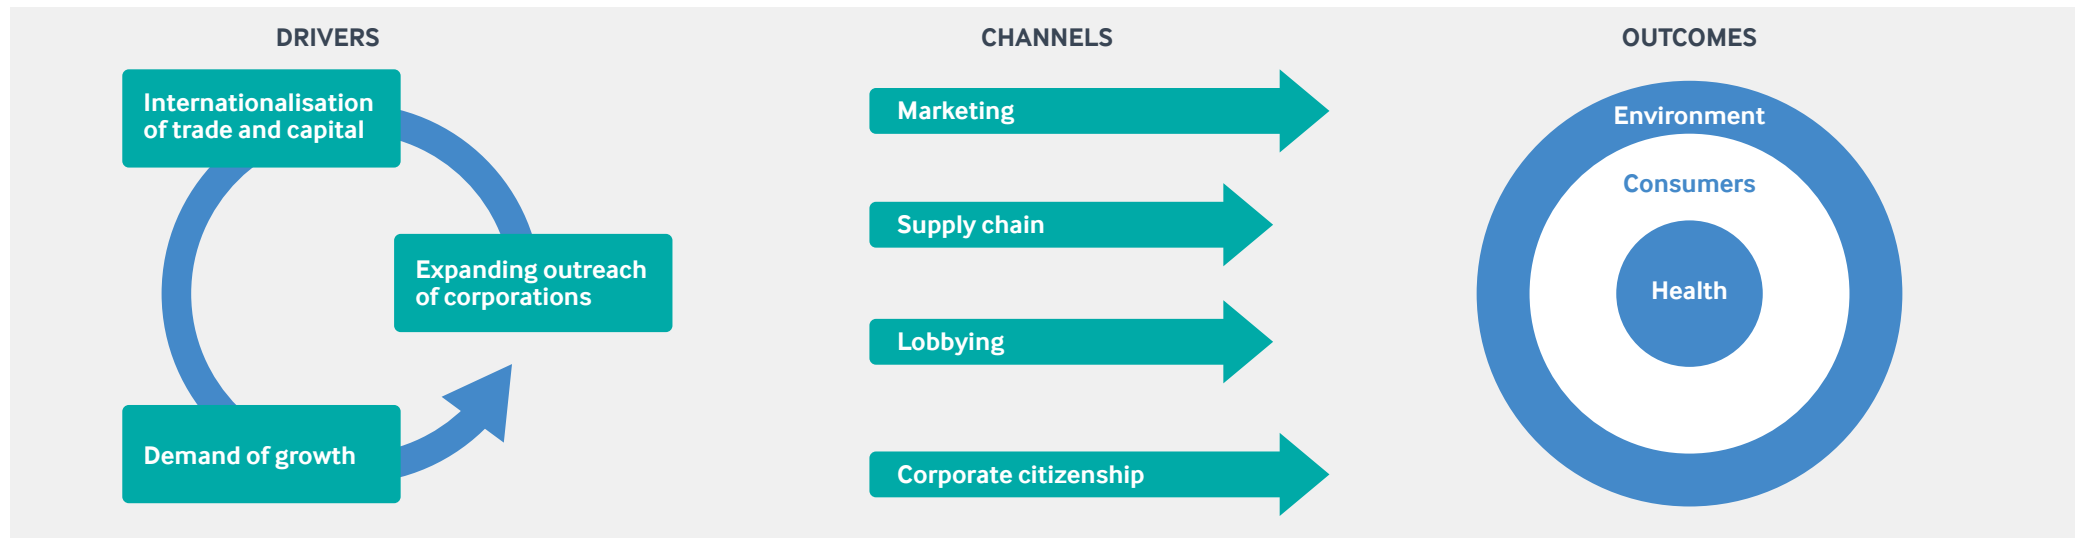 DRIVERS
Internationalisation
of trade and capital
Expanding outreach
of corporations
Demand of growth
CHANNELS
Marketing
Supply chain
Lobbying
Corporate citizenship
OUTCOMES
Environment
Consumers
Health